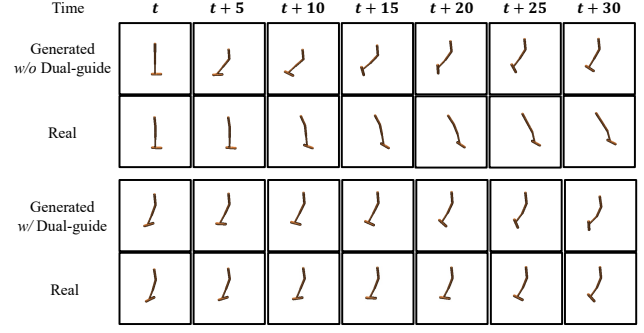 Time t t + 5 t + 10 t + 15 t + 20 t + 25 t + 30
Generated
w/o Dual-guide
Real
Generated
w/ Dual-guide
Real